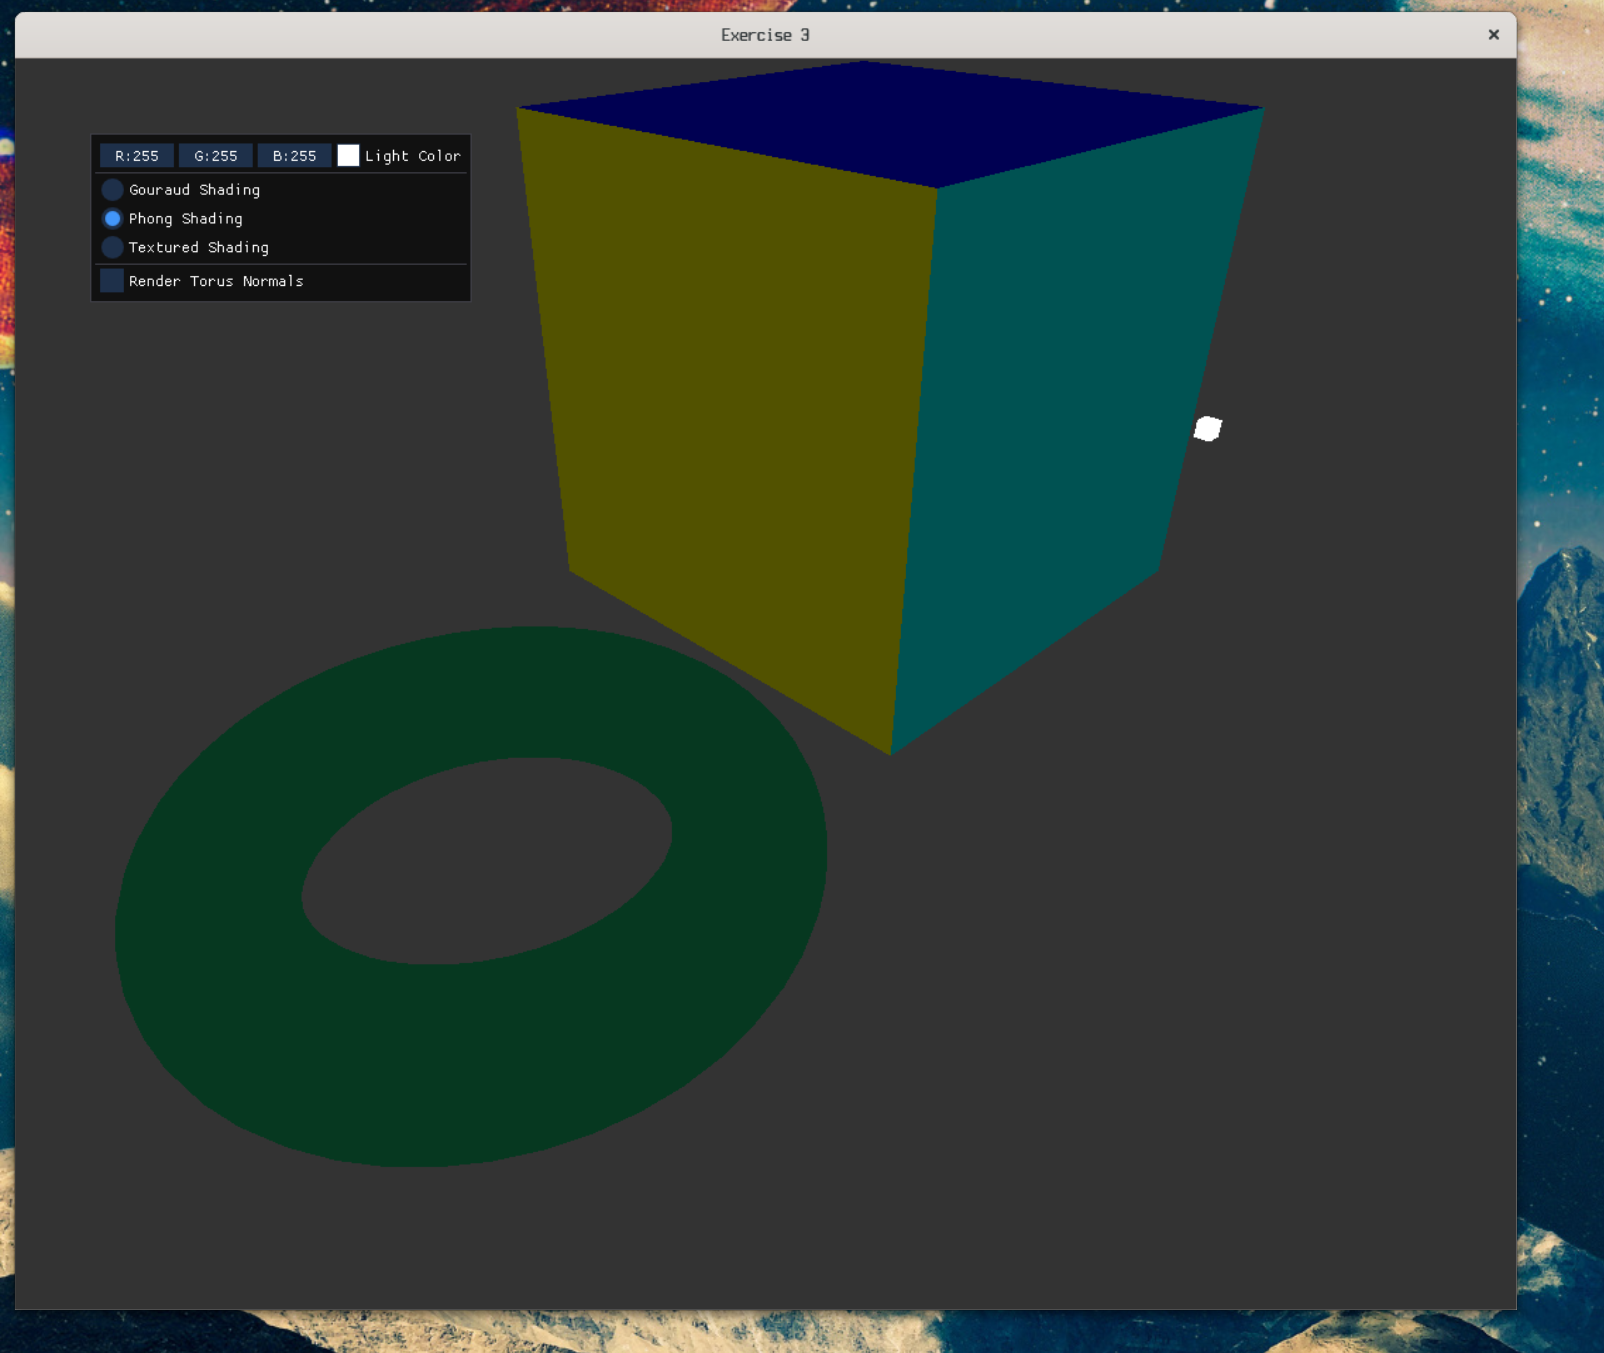 Exercise 3
R:255 G:255 B:255 Light Color
Gouraud Shading
Phong Shading
Textured Shading
Render Torus Normals